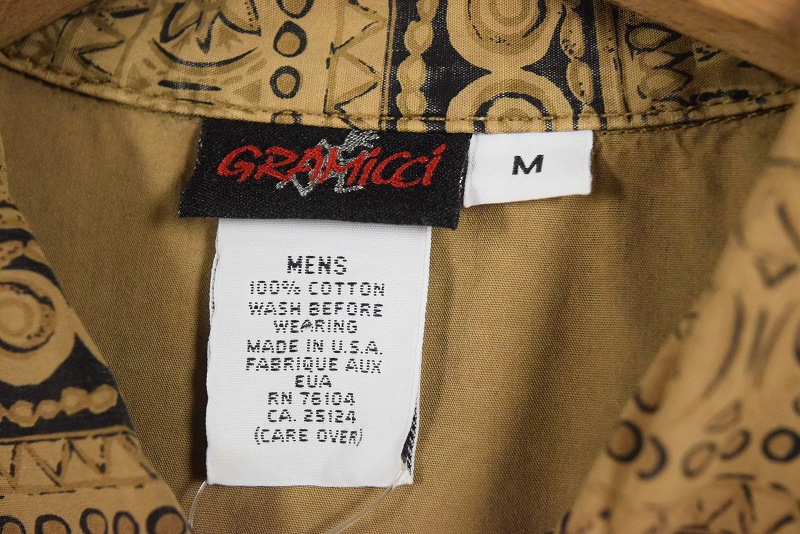 GRAMiCCi
M
MENS
100% COTTON
WASH BEFORE
WEARING
MADE IN U.S.A.
FABRIQUE AUX
EUA
RN 76104
CA. 25124
(CARE OVER)